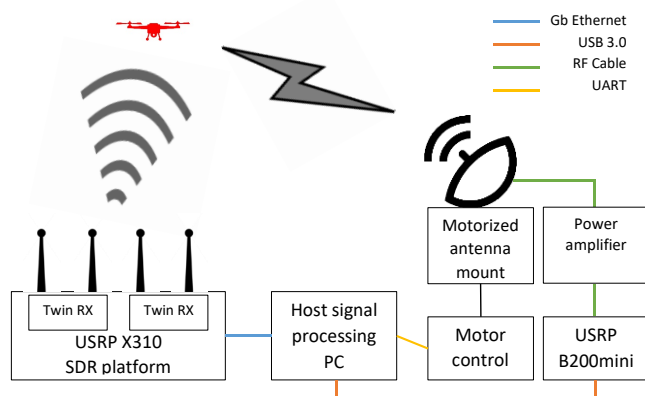 Gb Ethernet
USB 3.0
RF Cable
UART
Motorized
antenna
mount
Power
amplifier
Twin RX
Twin RX
USRP X310
SDR platform
Host signal
processing
PC
Motor
control
USRP
B200mini